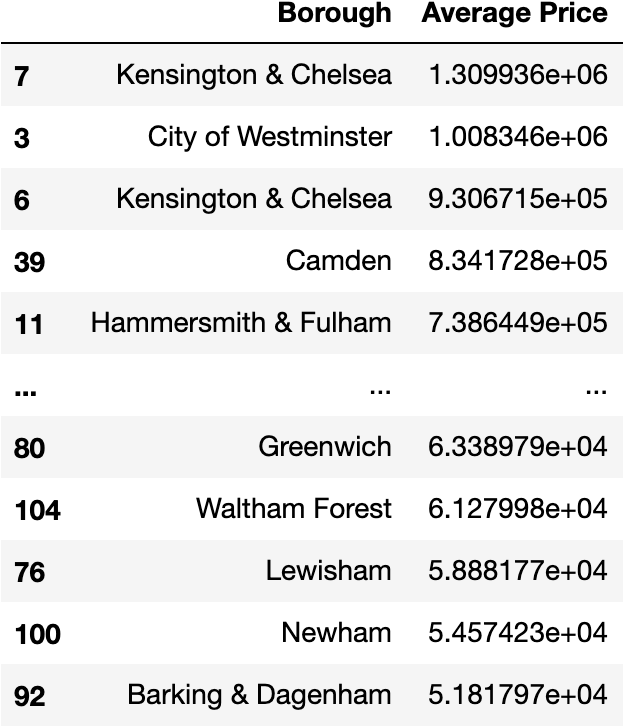 Borough Average Price
7 Kensington & Chelsea 1.309936e+06
3 City of Westminster 1.008346e+06
6 Kensington & Chelsea 9.306715e+05
39 Camden 8.341728e+05
11 Hammersmith & Fulham 7.386449e+05
... ... ...
80 Greenwich 6.338979e+04
104 Waltham Forest 6.127998e+04
76 Lewisham 5.888177e+04
100 Newham 5.457423e+04
92 Barking & Dagenham 5.181797e+04